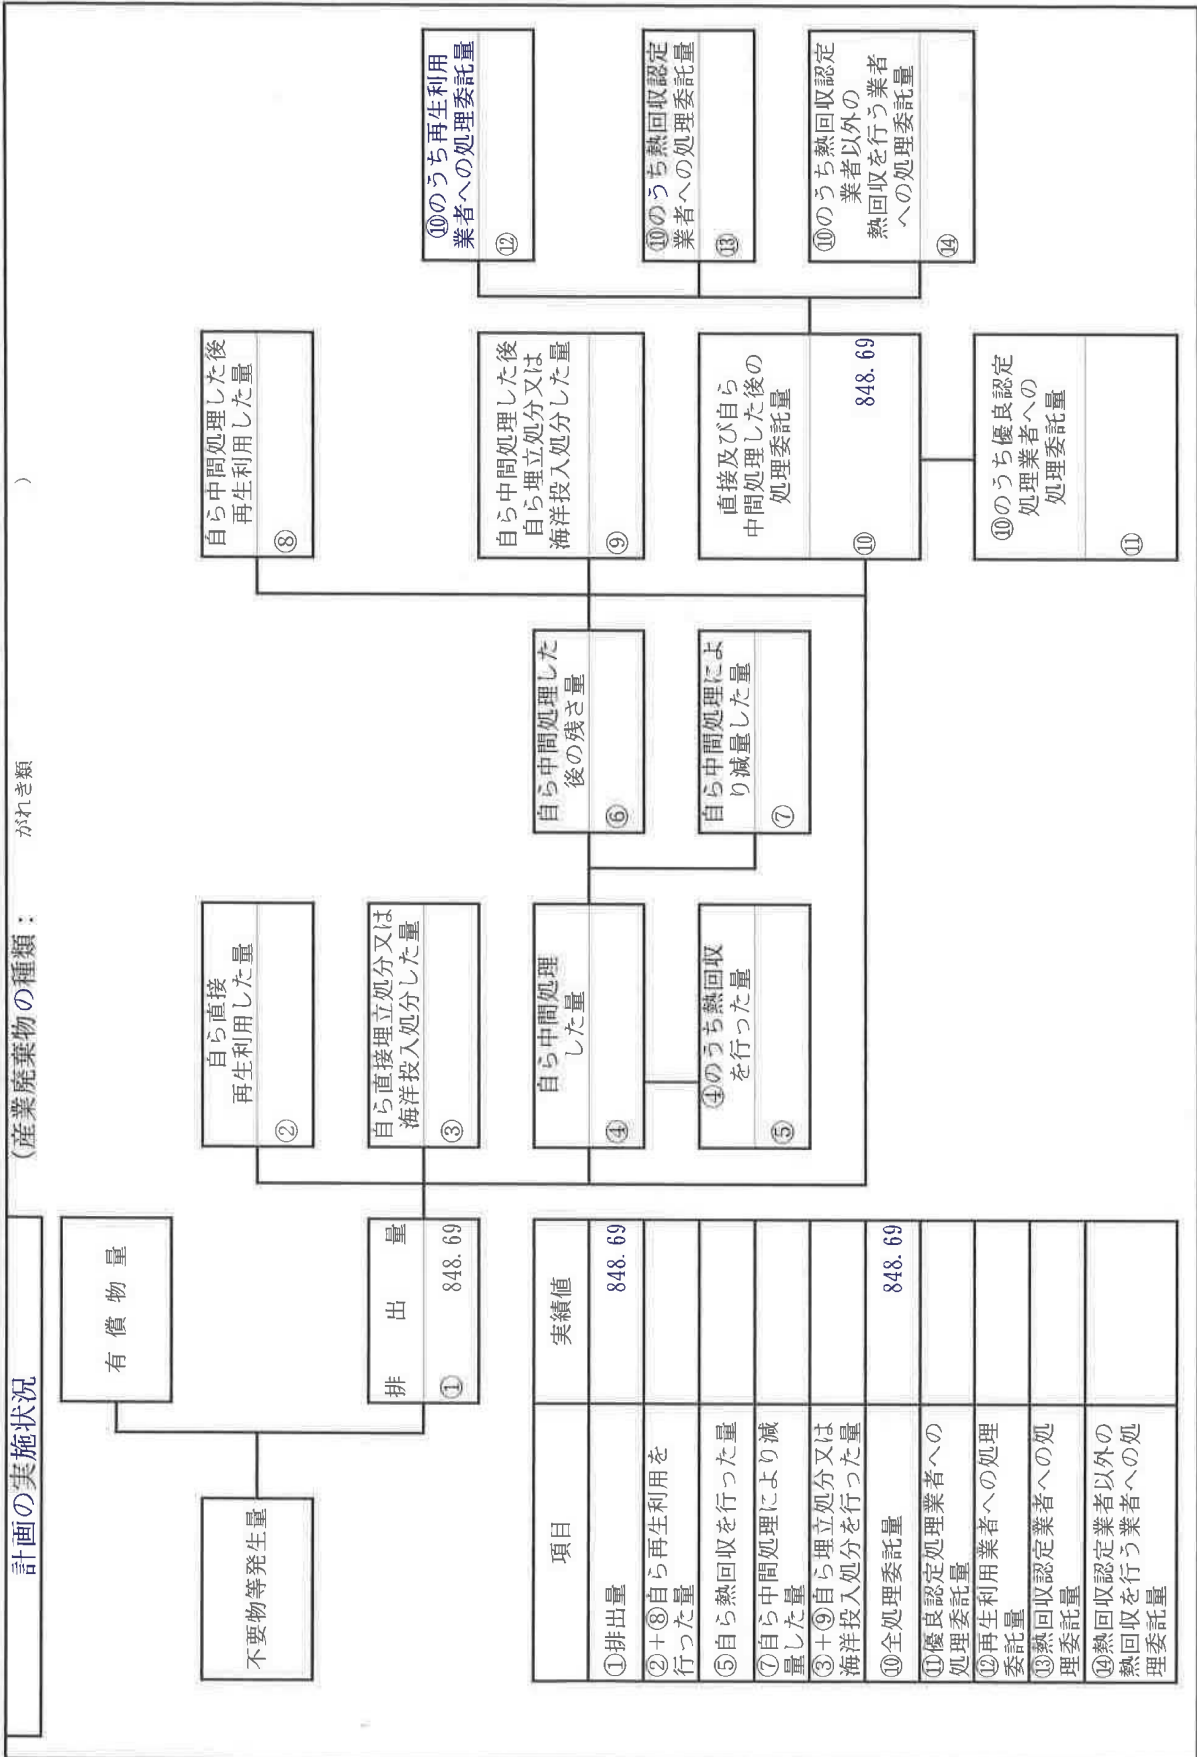 計画の実施状況
(産業廃棄物の種類： がれき類 )
不要物等発生量
有償物量
排出量
① 848.69
自ら直接
再生利用した量
②
自ら直接埋立処分又は
海洋投入処分した量
③
自ら中間処理
した量
④
④のうち熱回収
を行った量
⑤
自ら中間処理した
後の残さ量
⑥
自ら中間処理によ
り減量した量
⑦
自ら中間処理した後
再生利用した量
⑧
自ら中間処理した後
自ら埋立処分又は
海洋投入処分した量
⑨
直接及び自ら
中間処理した後の
処理委託量
⑩ 848.69
⑩のうち優良認定
処理業者への
処理委託量
⑪
⑩のうち再生利用
業者への処理委託量
⑫
⑩のうち熱回収認定
業者への処理委託量
⑬
⑩のうち熱回収認定
業者以外の
熱回収を行う業者
への処理委託量
⑭
項目 実績値
①排出量 848.69
②＋⑧自ら再生利用を
行った量
⑤自ら熱回収を行った量
⑦自ら中間処理により減
量した量
③＋⑨自ら埋立処分又は
海洋投入処分を行った量
⑩全処理委託量 848.69
⑪優良認定処理業者への
処理委託量
⑫再生利用業者への処理
委託量
⑬熱回収認定業者への処
理委託量
⑭熱回収認定業者以外の
熱回収を行う業者への処
理委託量